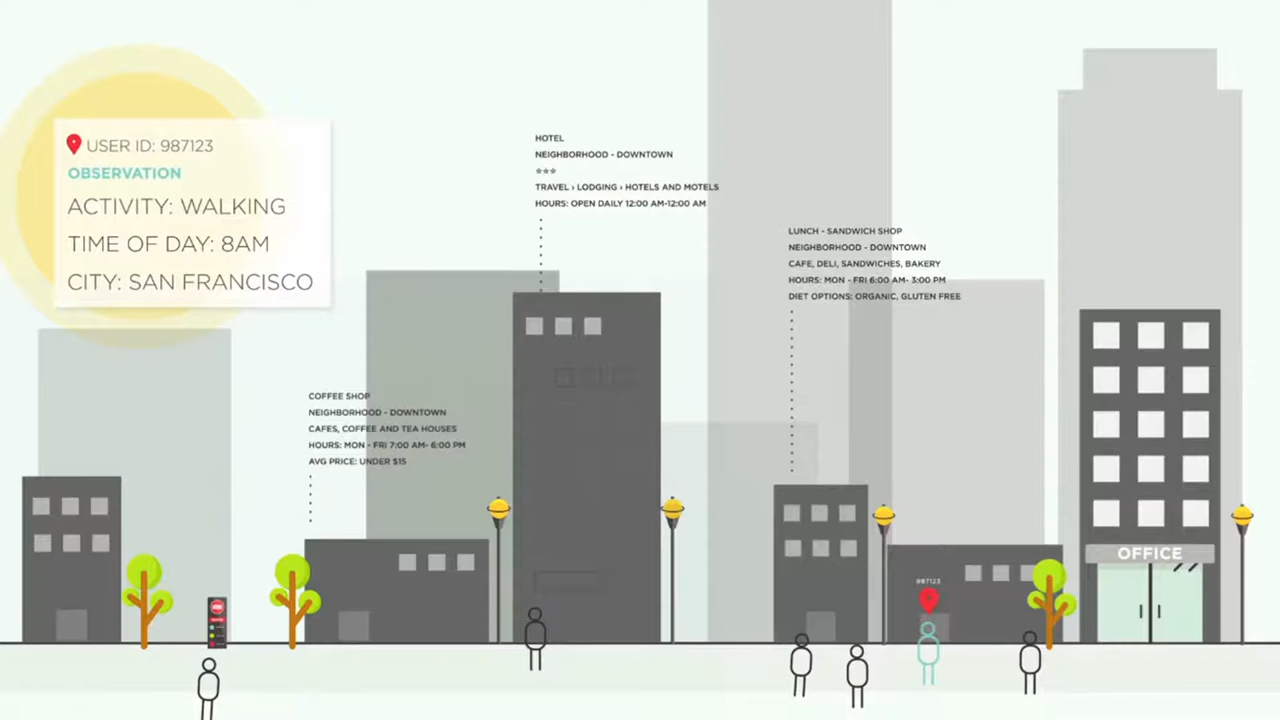 USER ID: 987123
OBSERVATION
ACTIVITY: WALKING
TIME OF DAY: 8AM
CITY: SAN FRANCISCO
HOTEL
NEIGHBORHOOD - DOWNTOWN
***
TRAVEL › LODGING › HOTELS AND MOTELS
HOURS: OPEN DAILY 12:00 AM-12:00 AM
LUNCH - SANDWICH SHOP
NEIGHBORHOOD - DOWNTOWN
CAFE, DELI, SANDWICHES, BAKERY
HOURS: MON - FRI 6:00 AM- 3:00 PM
DIET OPTIONS: ORGANIC, GLUTEN FREE
COFFEE SHOP
NEIGHBORHOOD - DOWNTOWN
CAFES, COFFEE AND TEA HOUSES
HOURS: MON - FRI 7:00 AM- 6:00 PM
AVG PRICE: UNDER $15
OFFICE
987123